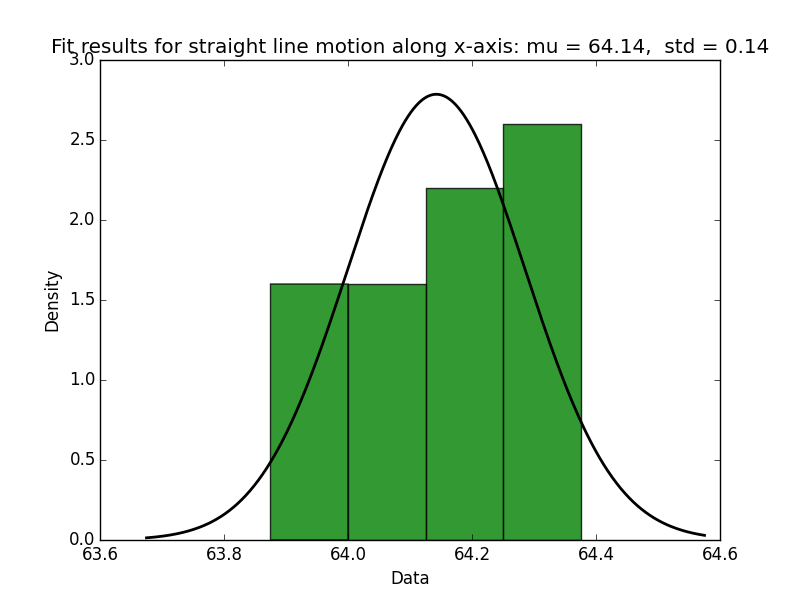 Fit results for straight line motion along x-axis: mu = 64.14,  std = 0.14
3.0
2.5
2.0
1.5
1.0
0.5
0.0
Density
63.6 63.8 64.0 64.2 64.4 64.6
Data